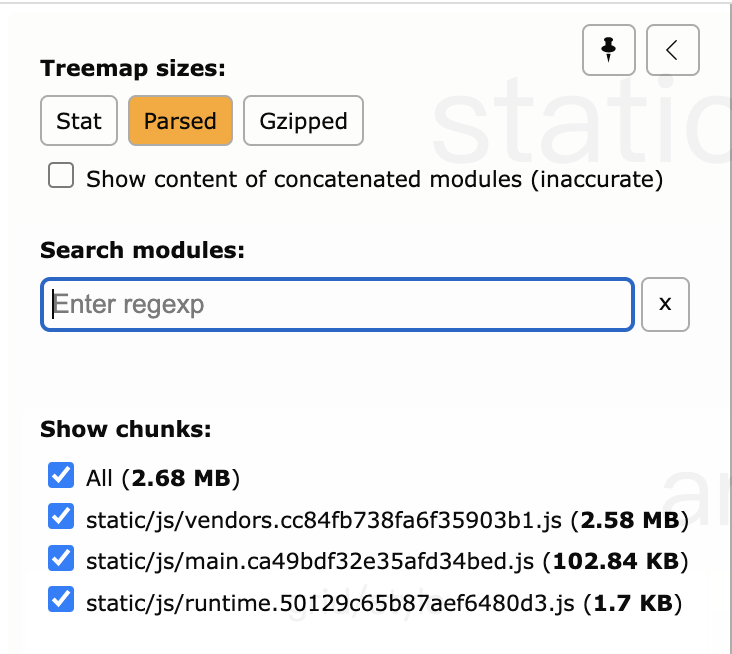 Treemap sizes:
Stat Parsed Gzipped
static
Show content of concatenated modules (inaccurate)
Search modules:
Enter regexp x
Show chunks:
All (2.68 MB)
static/js/vendors.cc84fb738fa6f35903b1.js (2.58 MB)
static/js/main.ca49bdf32e35afd34bed.js (102.84 KB)
static/js/runtime.50129c65b87aef6480d3.js (1.7 KB)